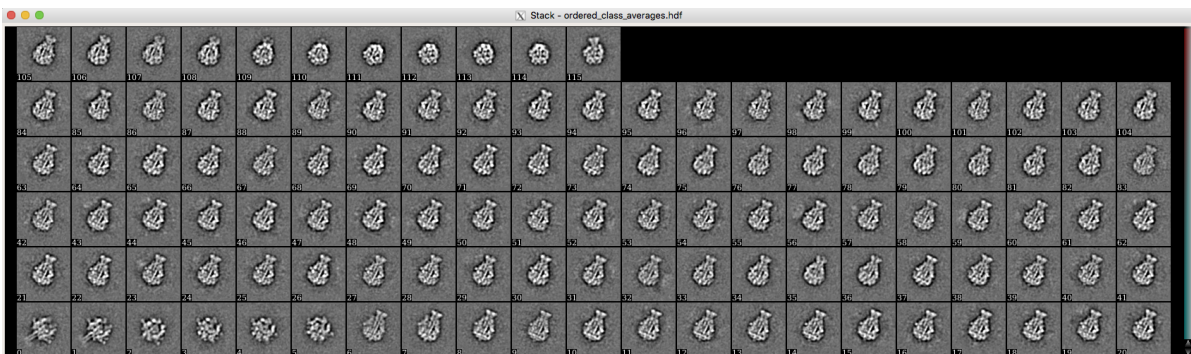 Stack - ordered_class_averages.hdf
105 106 107 108 109 110 111 112 113 114 115
84 85 86 87 88 89 90 91 92 93 94 95 96 97 98 99 100 101 102 103 104
63 64 65 66 67 68 69 70 71 72 73 74 75 76 77 78 79 80 81 82 83
42 43 44 45 46 47 48 49 50 51 52 53 54 55 56 57 58 59 60 61 62
21 22 23 24 25 26 27 28 29 30 31 32 33 34 35 36 37 38 39 40 41
0 1 2 3 4 5 6 7 8 9 10 11 12 13 14 15 16 17 18 19 20